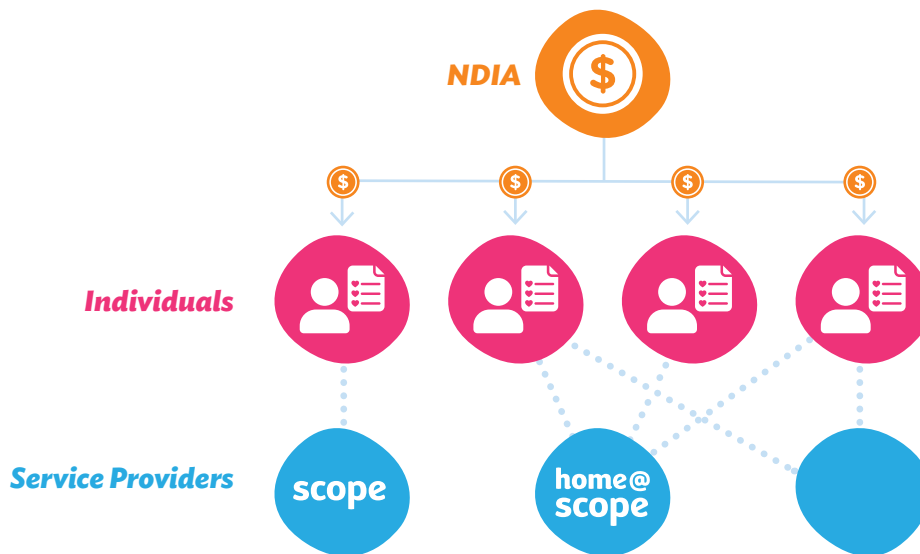 NDIA
$
$ $ $ $
Individuals
Service Providers
scope
home@
scope